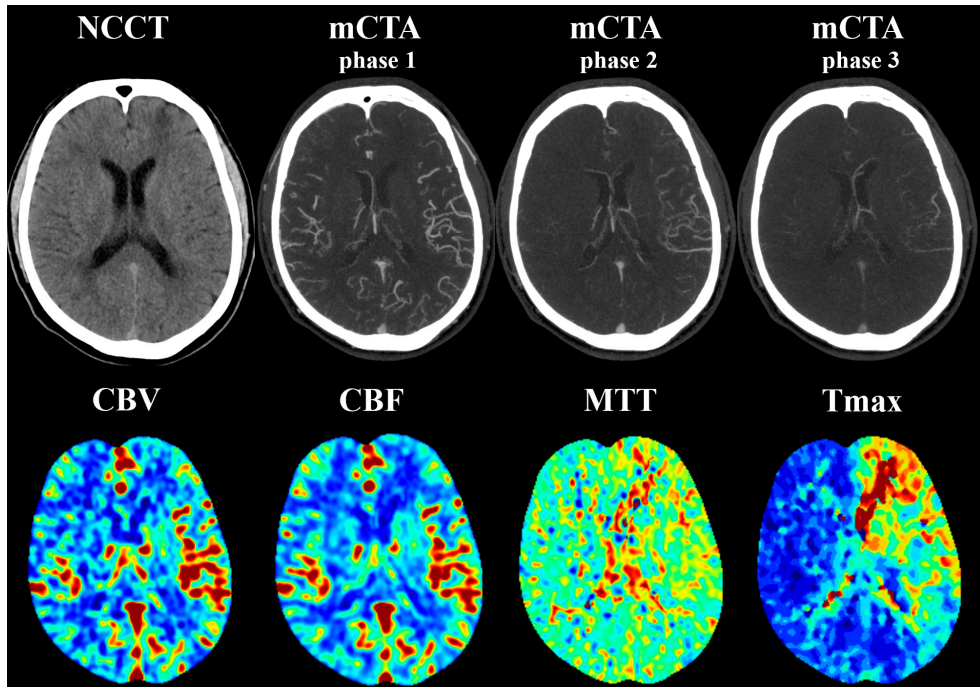 NCCT
mCTA
phase 1
mCTA
phase 2
mCTA
phase 3
CBV
CBF
MTT
Tmax